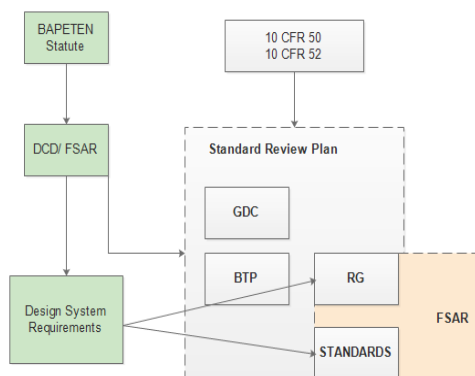 BAPETEN
Statute
10 CFR 50
10 CFR 52
DCD/ FSAR
Standard Review Plan
GDC
BTP
RG
Design System
Requirements
FSAR
STANDARDS